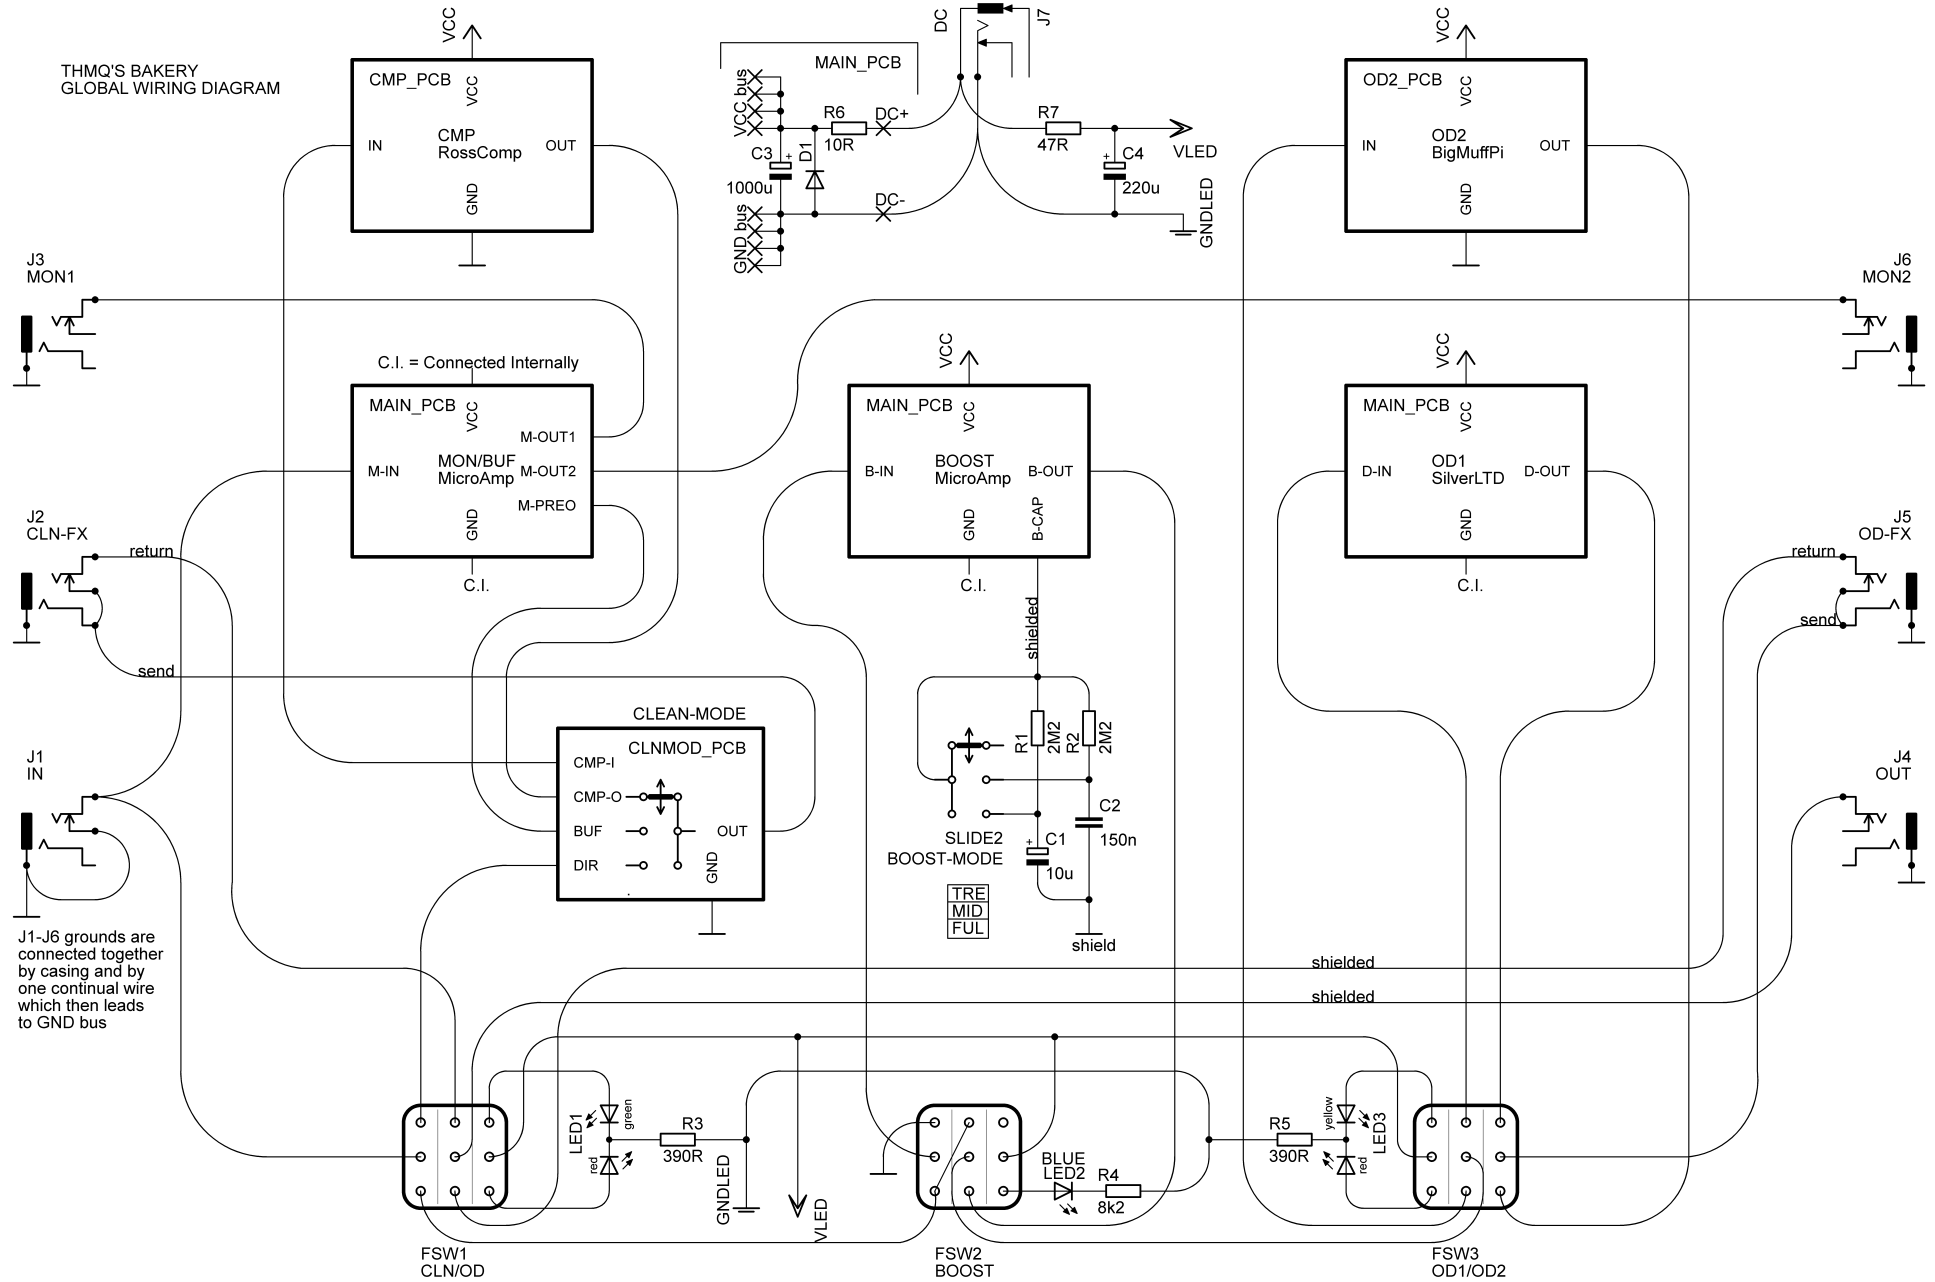 THMQ'S BAKERY
GLOBAL WIRING DIAGRAM
VCC
CMP_PCB
VCC
IN
CMP
RossComp
OUT
GND
DC
J7
MAIN_PCB
VCC bus
R6
10R
DC+
R7
47R
VLED
C3
+
1000u
D1
+
C4
220u
DC-
GND bus
GNDLED
VCC
OD2_PCB
VCC
IN
OD2
BigMuffPi
OUT
GND
J3
MON1
J6
MON2
C.I. = Connected Internally
MAIN_PCB
VCC
M-OUT1
M-IN
MON/BUF
MicroAmp
M-OUT2
M-PREO
GND
C.I.
VCC
MAIN_PCB
VCC
B-IN
BOOST
MicroAmp
B-OUT
GND
B-CAP
C.I.
VCC
MAIN_PCB
VCC
D-IN
OD1
SilverLTD
D-OUT
GND
C.I.
J2
CLN-FX
return
send
J5
OD-FX
return
send
shielded
CLEAN-MODE
CLNMOD_PCB
CMP-I
CMP-O
BUF
OUT
DIR
GND
R1
2M2
R2
2M2
SLIDE2
BOOST-MODE
+
C1
10u
C2
150n
TRE
MID
FUL
shield
J1
IN
J4
OUT
J1-J6 grounds are
connected together
by casing and by
one continual wire
which then leads
to GND bus
shielded
shielded
LED1
green
red
R3
390R
GNDLED
VLED
BLUE
LED2
R4
8k2
R5
390R
yellow
red
LED3
FSW1
CLN/OD
FSW2
BOOST
FSW3
OD1/OD2